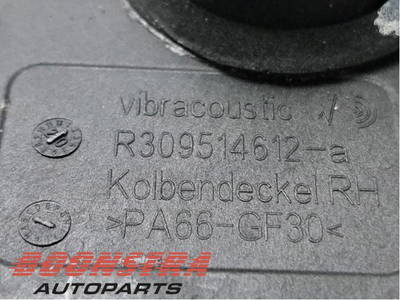 vibracoustic
R309514612-a
Kolbendeckel RH
>PA66-GF30<
BOONSTRA
AUTOPARTS